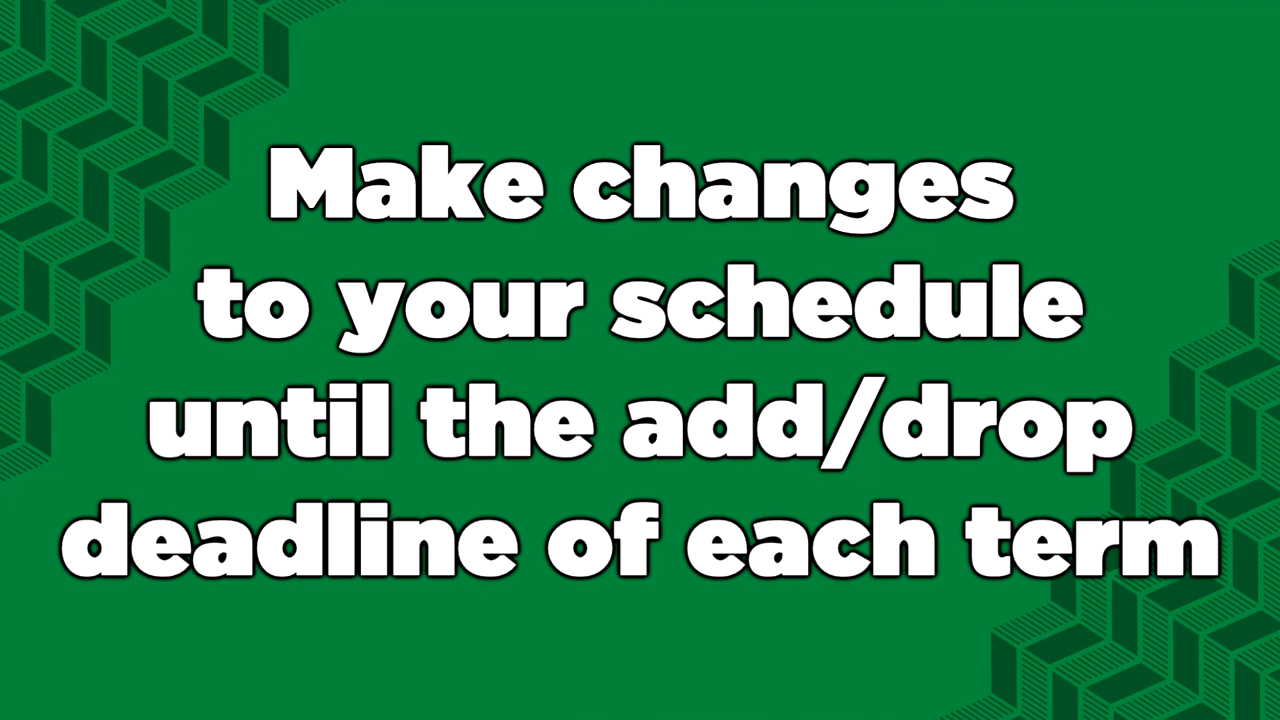 Make changes
to your schedule
until the add/drop
deadline of each term